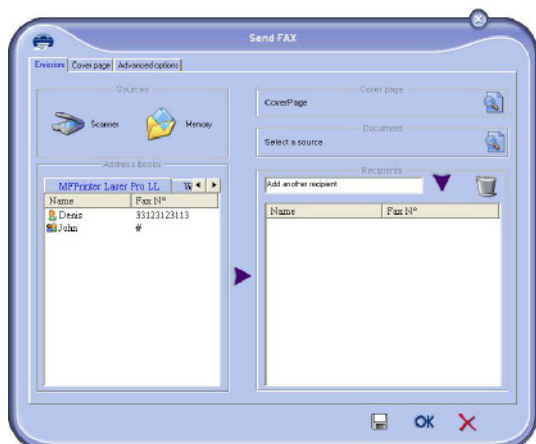 Send FAX
Emission Cover page Advanced options
Sources
Scanner Memory
Address Books
MFPrinter Laser Pro LL W
Name Fax N°
Denis 33123123113
John #
Cover page
CoverPage
Document
Select a source
Recipients
Add another recipient
Name Fax N°
OK